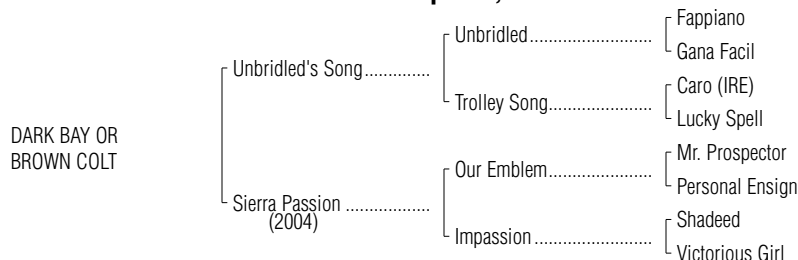 Fappiano
Unbridled..............................
Gana Facil
Unbridled's Song..............
Caro (IRE)
Trolley Song.........................
Lucky Spell
DARK BAY OR
BROWN COLT
Mr. Prospector
Our Emblem.........................
Personal Ensign
Sierra Passion ...................
(2004)
Shadeed
Impassion ............................
Victorious Girl